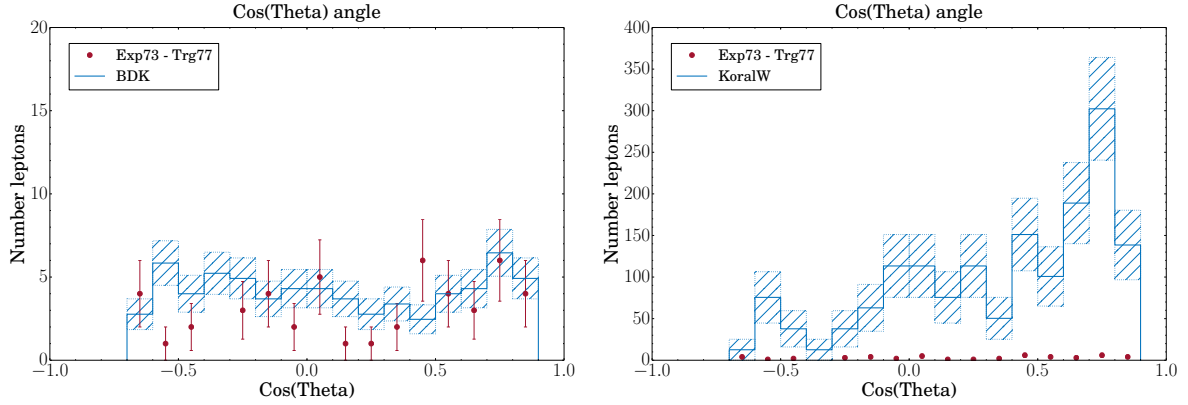 Cos(Theta) angle
20
15
10
5
0
Number leptons
Exp73 - Trg77
BDK
−1.0 −0.5 0.0 0.5 1.0
Cos(Theta)
Cos(Theta) angle
400
350
300
250
200
150
100
50
0
Number leptons
Exp73 - Trg77
KoralW
−1.0 −0.5 0.0 0.5 1.0
Cos(Theta)